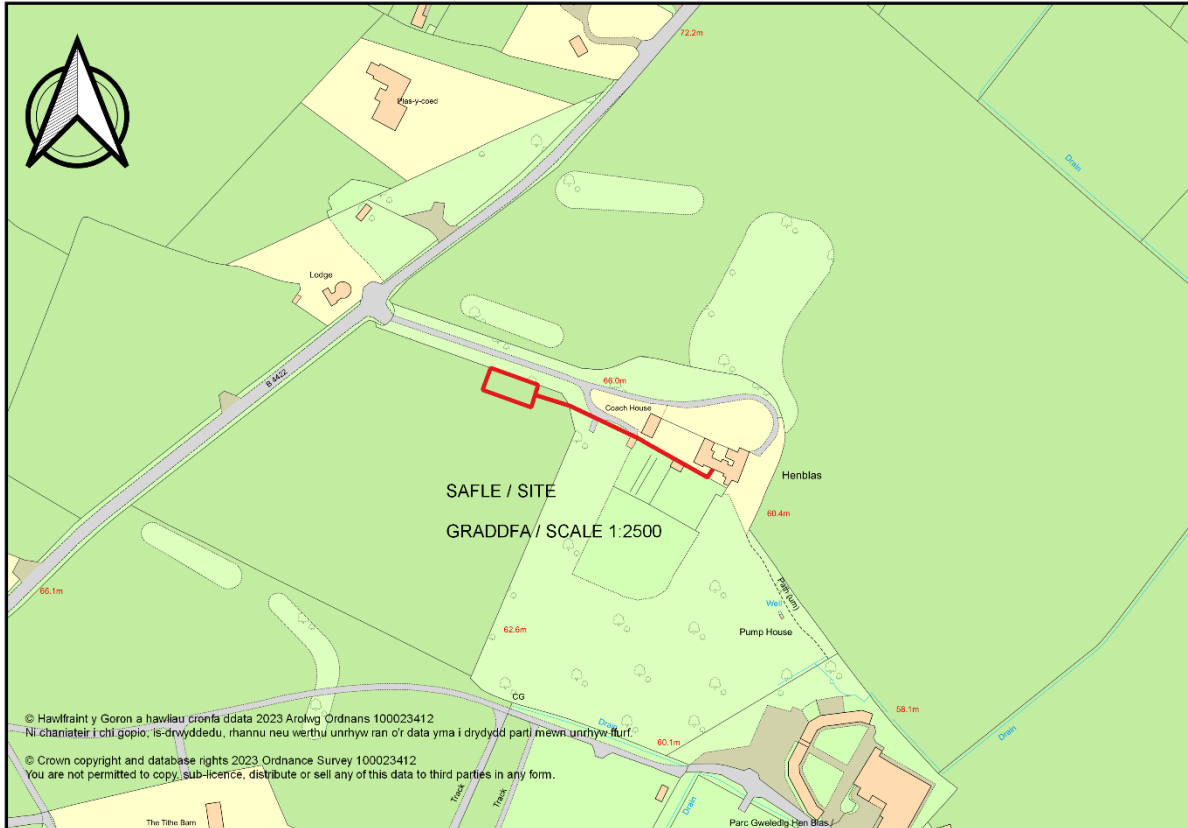 72.2m
Plas-y-coed
Drain
Lodge
B 4422
66.0m
Coach House
Henblas
SAFLE / SITE
60.4m
GRADDFA / SCALE 1:2500
66.1m
Path (um)
Well
62.6m
Pump House
CG
58.1m
Drain
© Hawlfraint y Goron a hawliau cronfa ddata 2023 Arolwg Ordnans 100023412
Drain
Ni chaniateir i chi gopio, is-drwyddedu, rhannu neu werthu unrhyw ran o'r data yma i drydydd parti mewn unrhyw ffurf.
60.1m
© Crown copyright and database rights 2023 Ordnance Survey 100023412
You are not permitted to copy, sub-licence, distribute or sell any of this data to third parties in any form.
Track
Track
Drain
The Tithe Barn
Parc Gweledig Hen Blas /